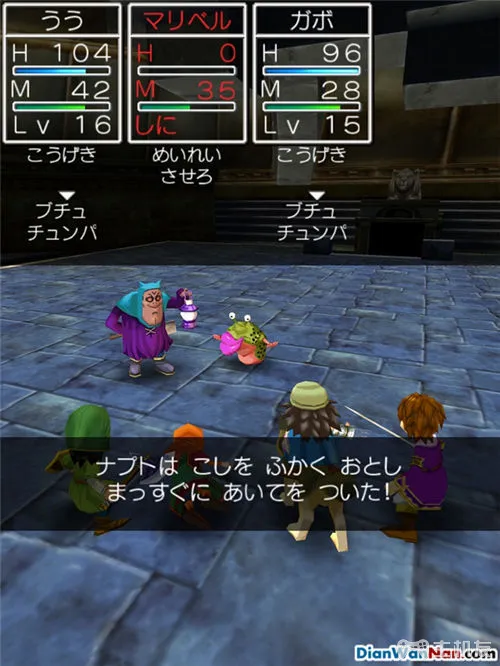 うう マリベル ガボ
H 104 H 0 H 96
M 42 M 35 M 28
Lv 16 しに Lv 15
こうげき めいれい こうげき
させろ
ブチュ ブチュ
チュンパ チュンパ
ナプトは こしを ふかく おとし
まっすぐに あいてを ついた!
DianWanNan.com